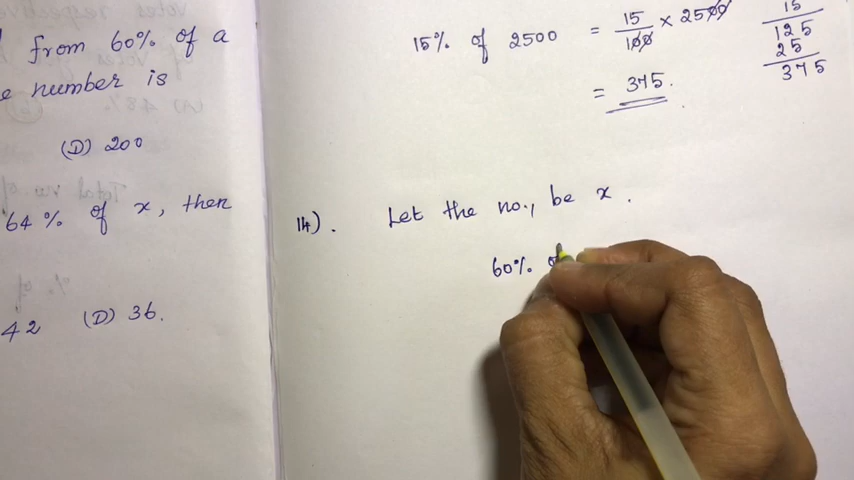 from 60% of a
e number is
(D) 200
64% of x, then
42 (D) 36.
15% of 2500 = 15/100 × 2500
= 375.
15
125
25
375
14). Let the no., be x.
60% of